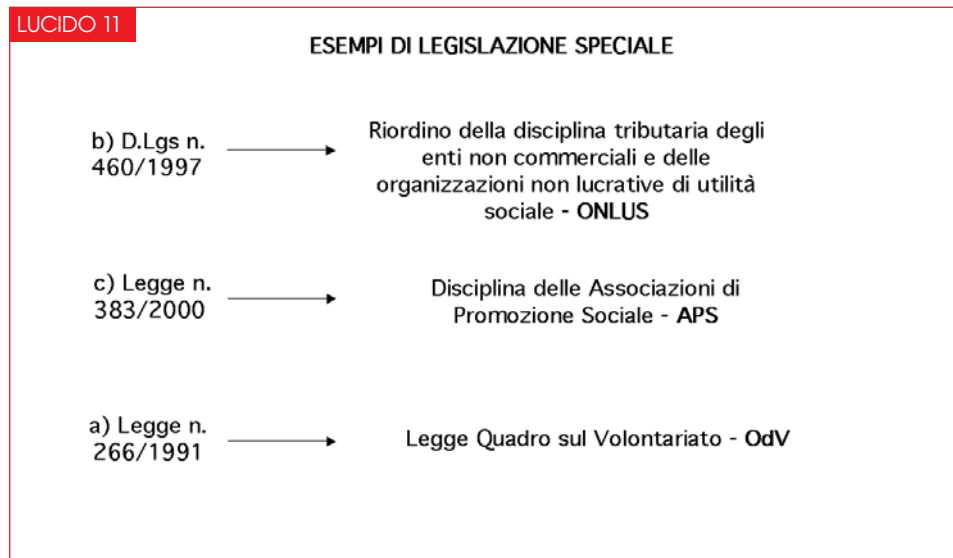 LUCIDO 11
ESEMPI DI LEGISLAZIONE SPECIALE
b) D.Lgs n.
460/1997
Riordino della disciplina tributaria degli
enti non commerciali e delle
organizzazioni non lucrative di utilità
sociale - ONLUS
c) Legge n.
383/2000
Disciplina delle Associazioni di
Promozione Sociale - APS
a) Legge n.
266/1991
Legge Quadro sul Volontariato - OdV